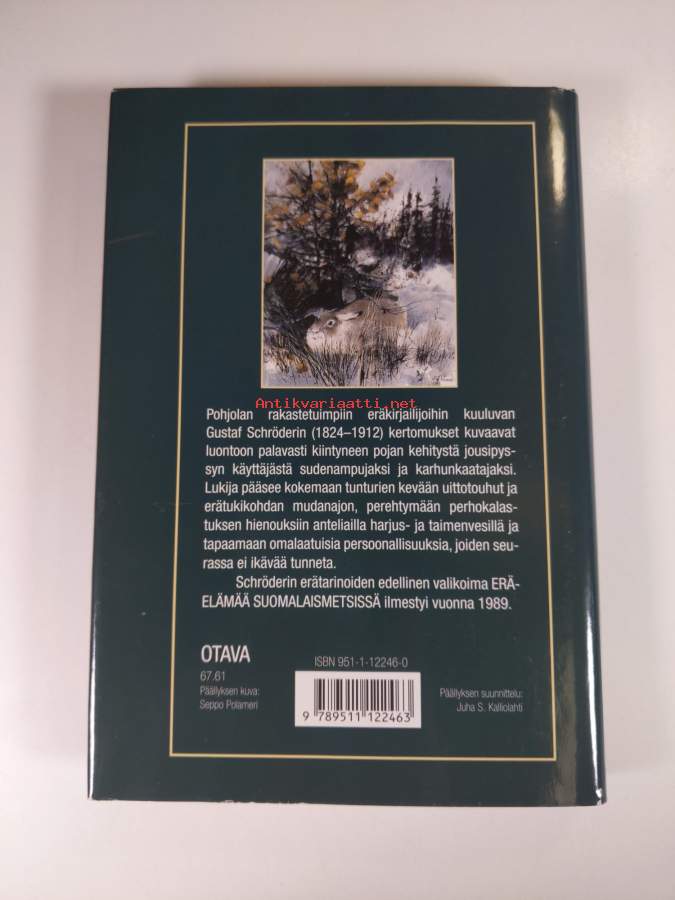 Antikvariaatti.net
Pohjolan rakastetuimpiin eräkirjailijoihin kuuluvan
Gustaf Schröderin (1824–1912) kertomukset kuvaavat
luontoon palavasti kiintyneen pojan kehitystä jousipys-
syn käyttäjästä sudenampujaksi ja karhunkaatajaksi.
Lukija pääsee kokemaan tunturien kevään uittotouhut ja
erätukikohdan mudanajon, perehtymään perhokalas-
tuksen hienouksiin anteliailla harjus- ja taimenvesillä ja
tapaamaan omalaatuisia persoonallisuuksia, joiden seu-
rassa ei ikävää tunneta.
Schröderin erätarinoiden edellinen valikoima ERÄ-
ELÄMÄÄ SUOMALAISMETSISSÄ ilmestyi vuonna 1989.
OTAVA
67.61
Päällyksen kuva:
Seppo Polameri
ISBN 951-1-12246-0
9 789511 122463
Päällyksen suunnittelu:
Juha S. Kalliolahti